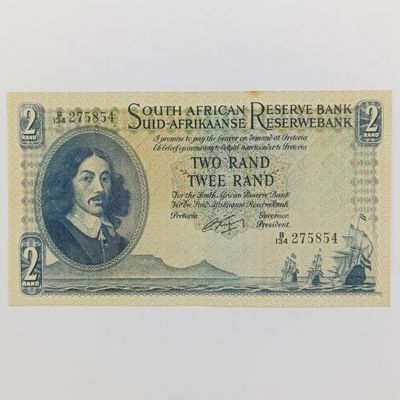 2
RAND
B/134 275854
SOUTH AFRICAN RESERVE BANK
SUID-AFRIKAANSE RESERWEBANK
I promise to pay the bearer on demand at Pretoria
Ek beloof op aanvraag te betaal aan toonder te Pretoria
TWO RAND
TWEE RAND
For the South African Reserve Bank
Vir die Suid-Afrikaanse Reserwebank
Pretoria Governor.
President.
B/134 275854
2
RAND
2
RAND